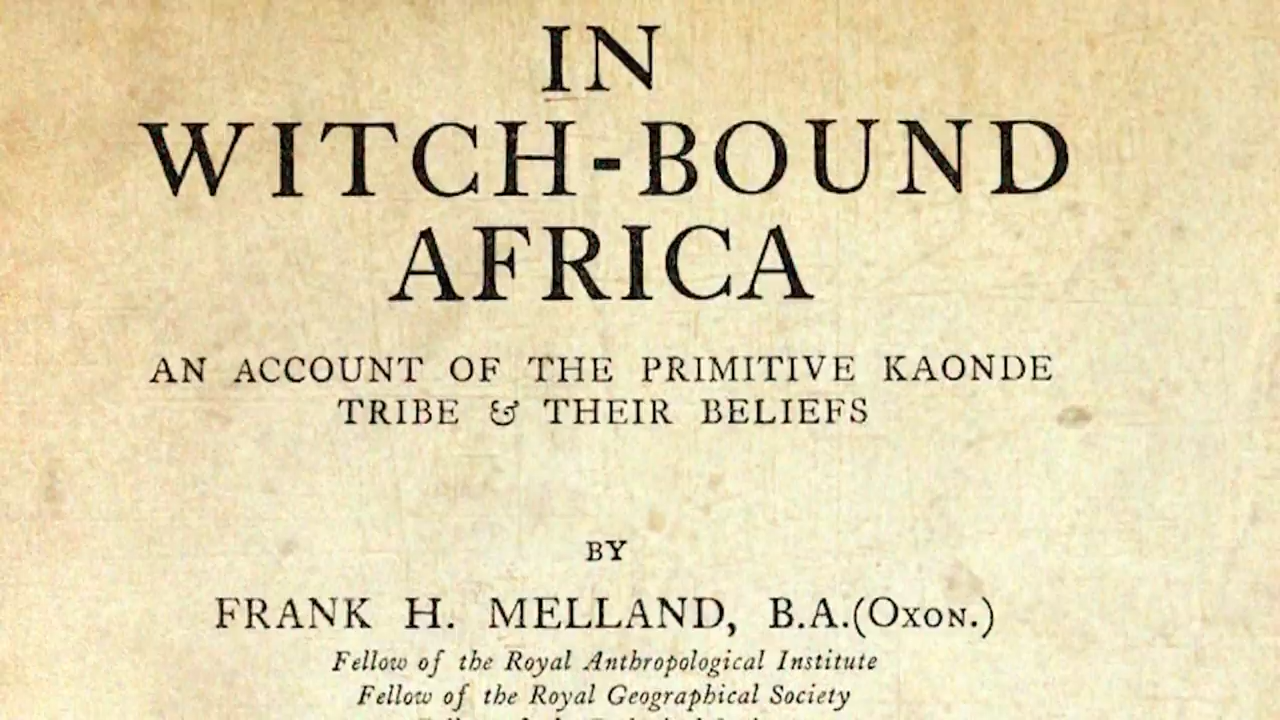 IN
WITCH-BOUND
AFRICA
AN ACCOUNT OF THE PRIMITIVE KAONDE
TRIBE & THEIR BELIEFS
BY
FRANK H. MELLAND, B.A.(OXON.)
Fellow of the Royal Anthropological Institute
Fellow of the Royal Geographical Society